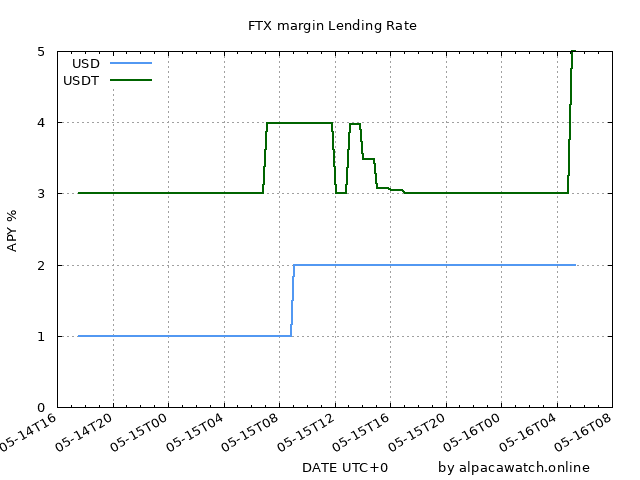 FTX margin Lending Rate
USD
USDT
5
4
3
2
1
0
APY %
05-14T16
05-14T20
05-15T00
05-15T04
05-15T08
05-15T12
05-15T16
05-15T20
05-16T00
05-16T04
05-16T08
DATE UTC+0
by alpacawatch.online